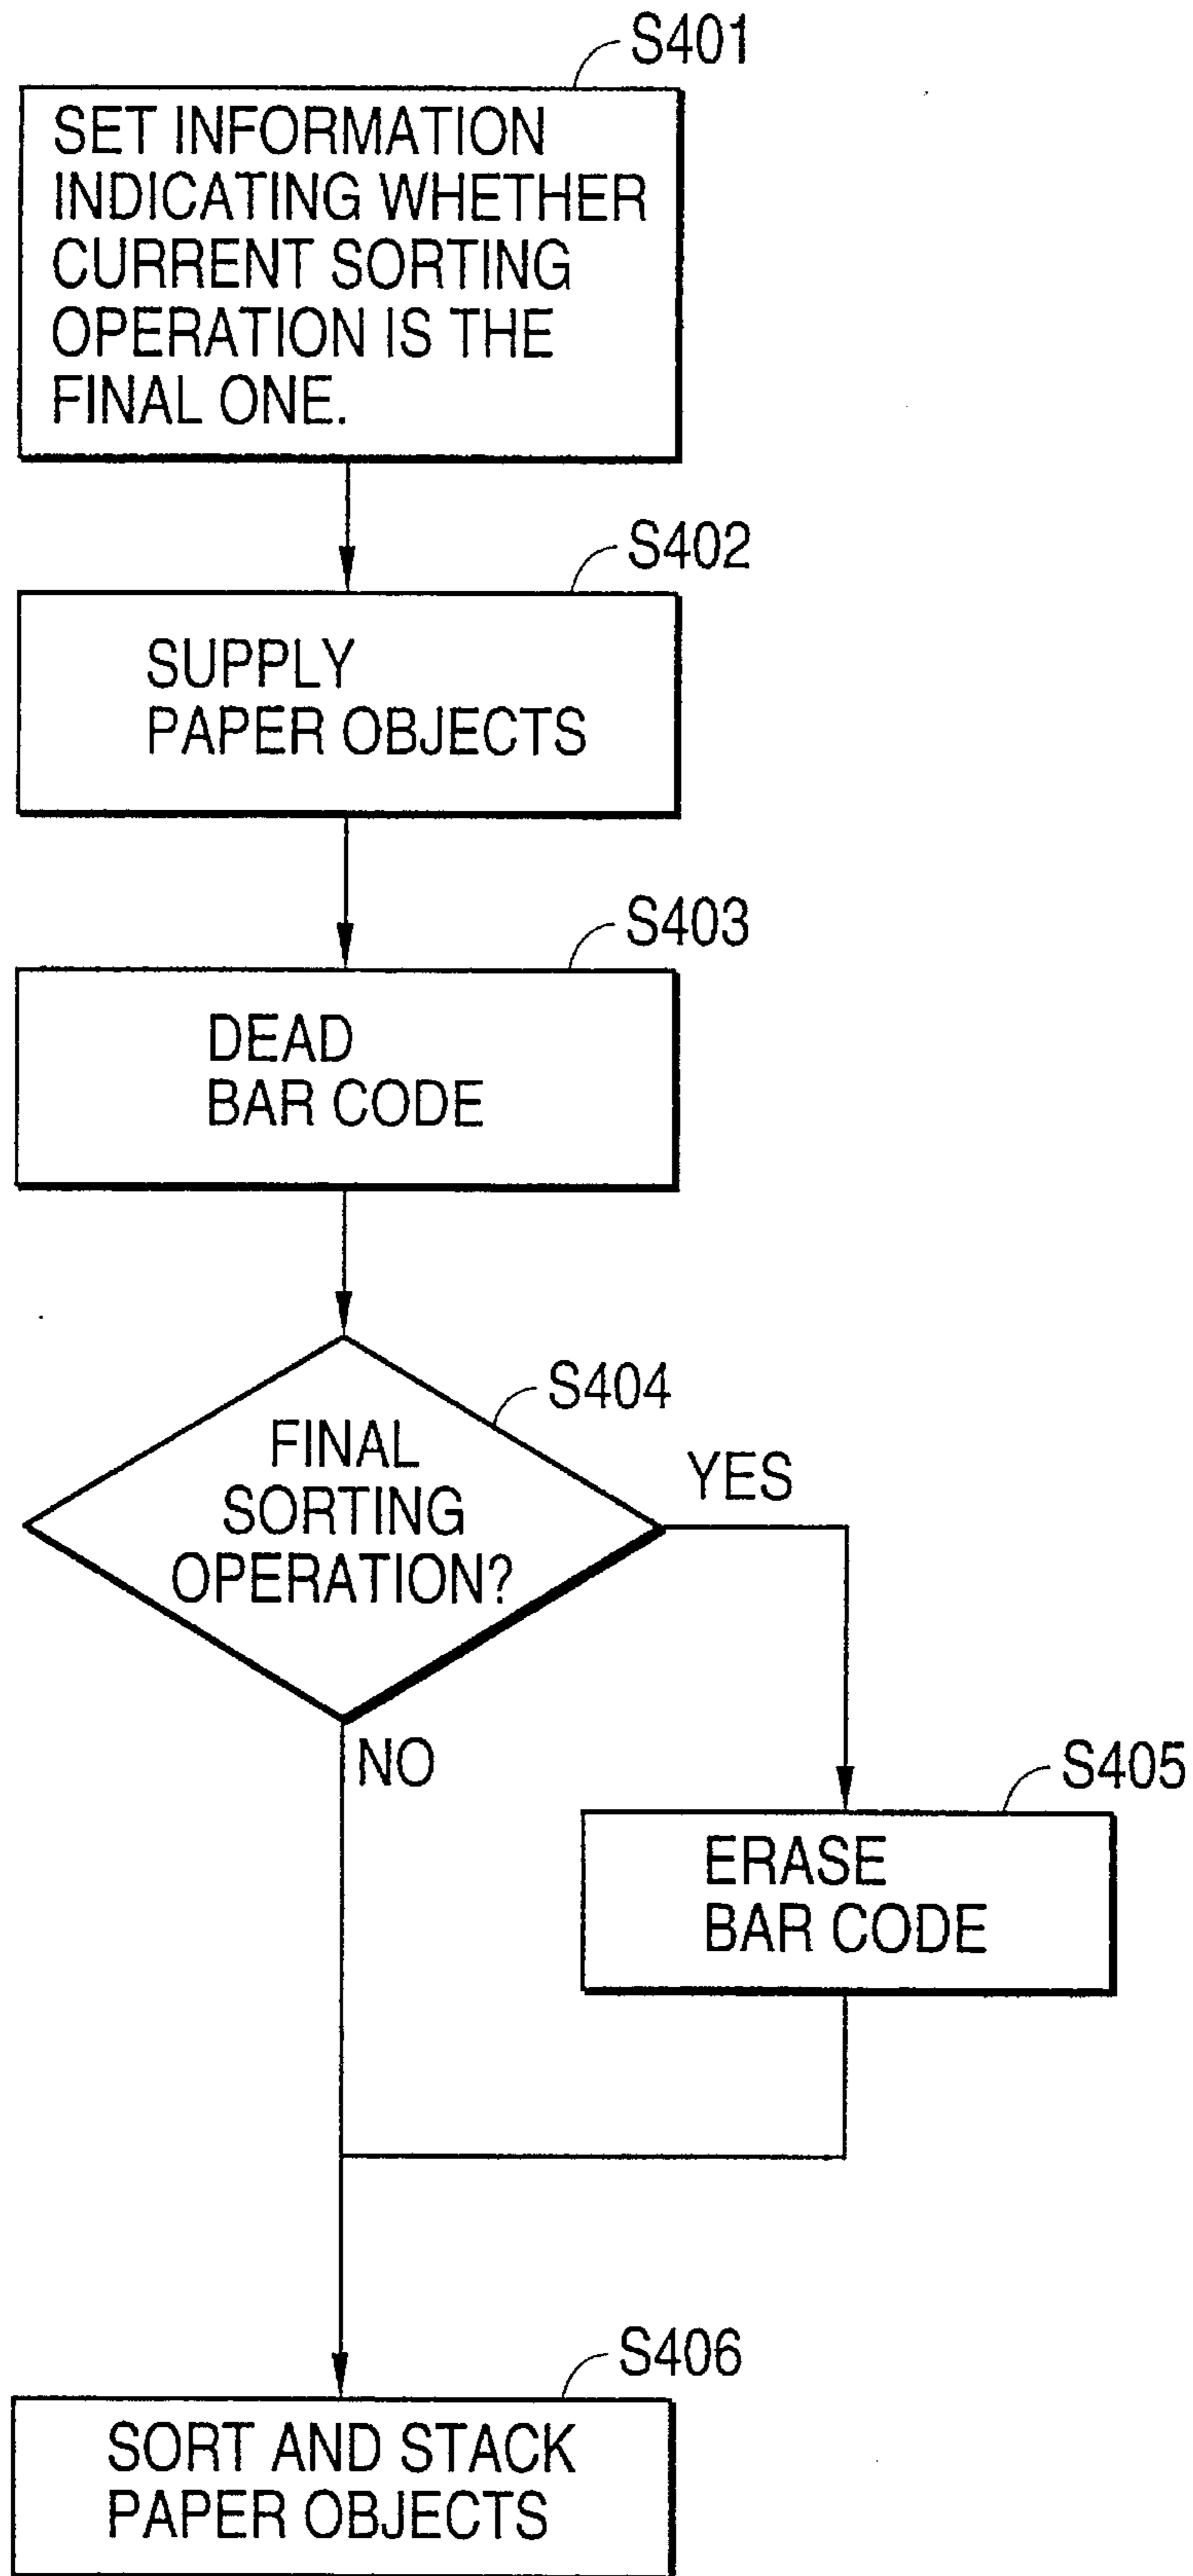 S401
SET INFORMATION
INDICATING WHETHER
CURRENT SORTING
OPERATION IS THE
FINAL ONE.
S402
SUPPLY
PAPER OBJECTS
S403
DEAD
BAR CODE
S404
FINAL
SORTING
OPERATION?
YES
NO
S405
ERASE
BAR CODE
S406
SORT AND STACK
PAPER OBJECTS